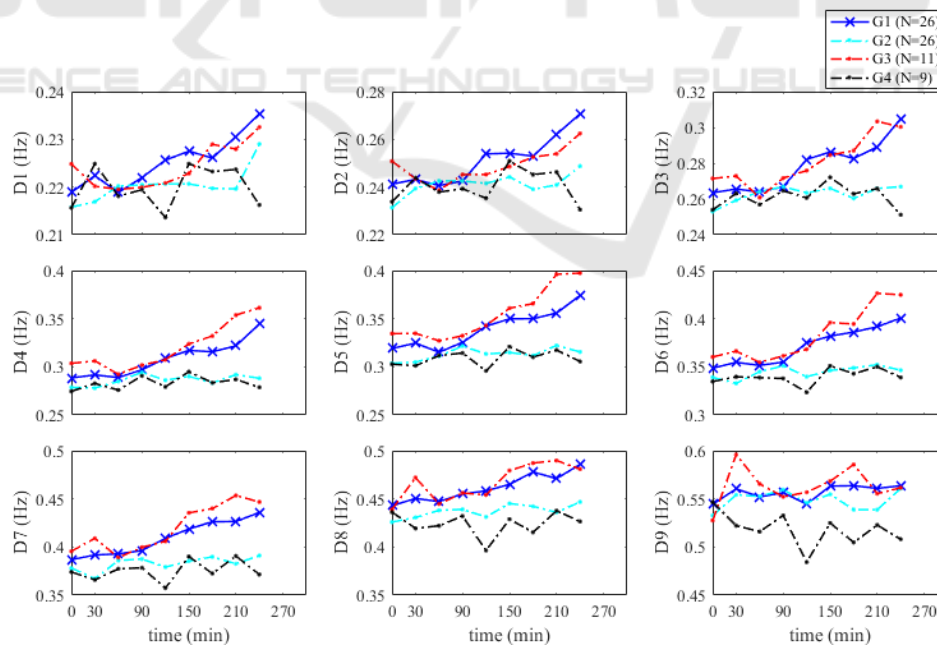 ENCE AND TECHNOLOGY PUBLI
G1 (N=26)
G2 (N=26)
G3 (N=11)
G4 (N=9)
0.24
0.23
0.22
0.21
D1 (Hz)
0.28
0.26
0.24
0.22
D2 (Hz)
0.32
0.3
0.28
0.26
0.24
D3 (Hz)
0.4
0.35
0.3
0.25
D4 (Hz)
0.4
0.35
0.3
0.25
D5 (Hz)
0.45
0.4
0.35
0.3
D6 (Hz)
0.5
0.45
0.4
0.35
D7 (Hz)
0 30 90 150 210 270
time (min)
0.5
0.45
0.4
0.35
D8 (Hz)
0 30 90 150 210 270
time (min)
0.6
0.55
0.5
0.45
D9 (Hz)
0 30 90 150 210 270
time (min)